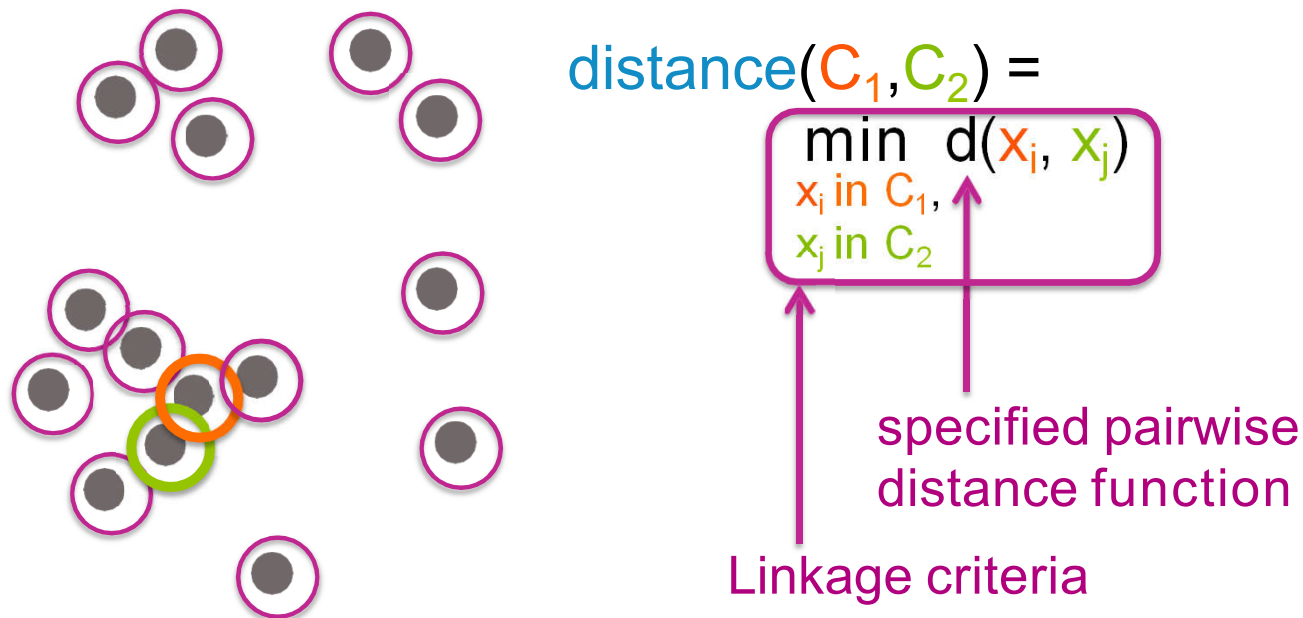 distance(C₁,C₂) =
min d(xᵢ, xⱼ)
xᵢ in C₁,
xⱼ in C₂
specified pairwise
distance function
Linkage criteria